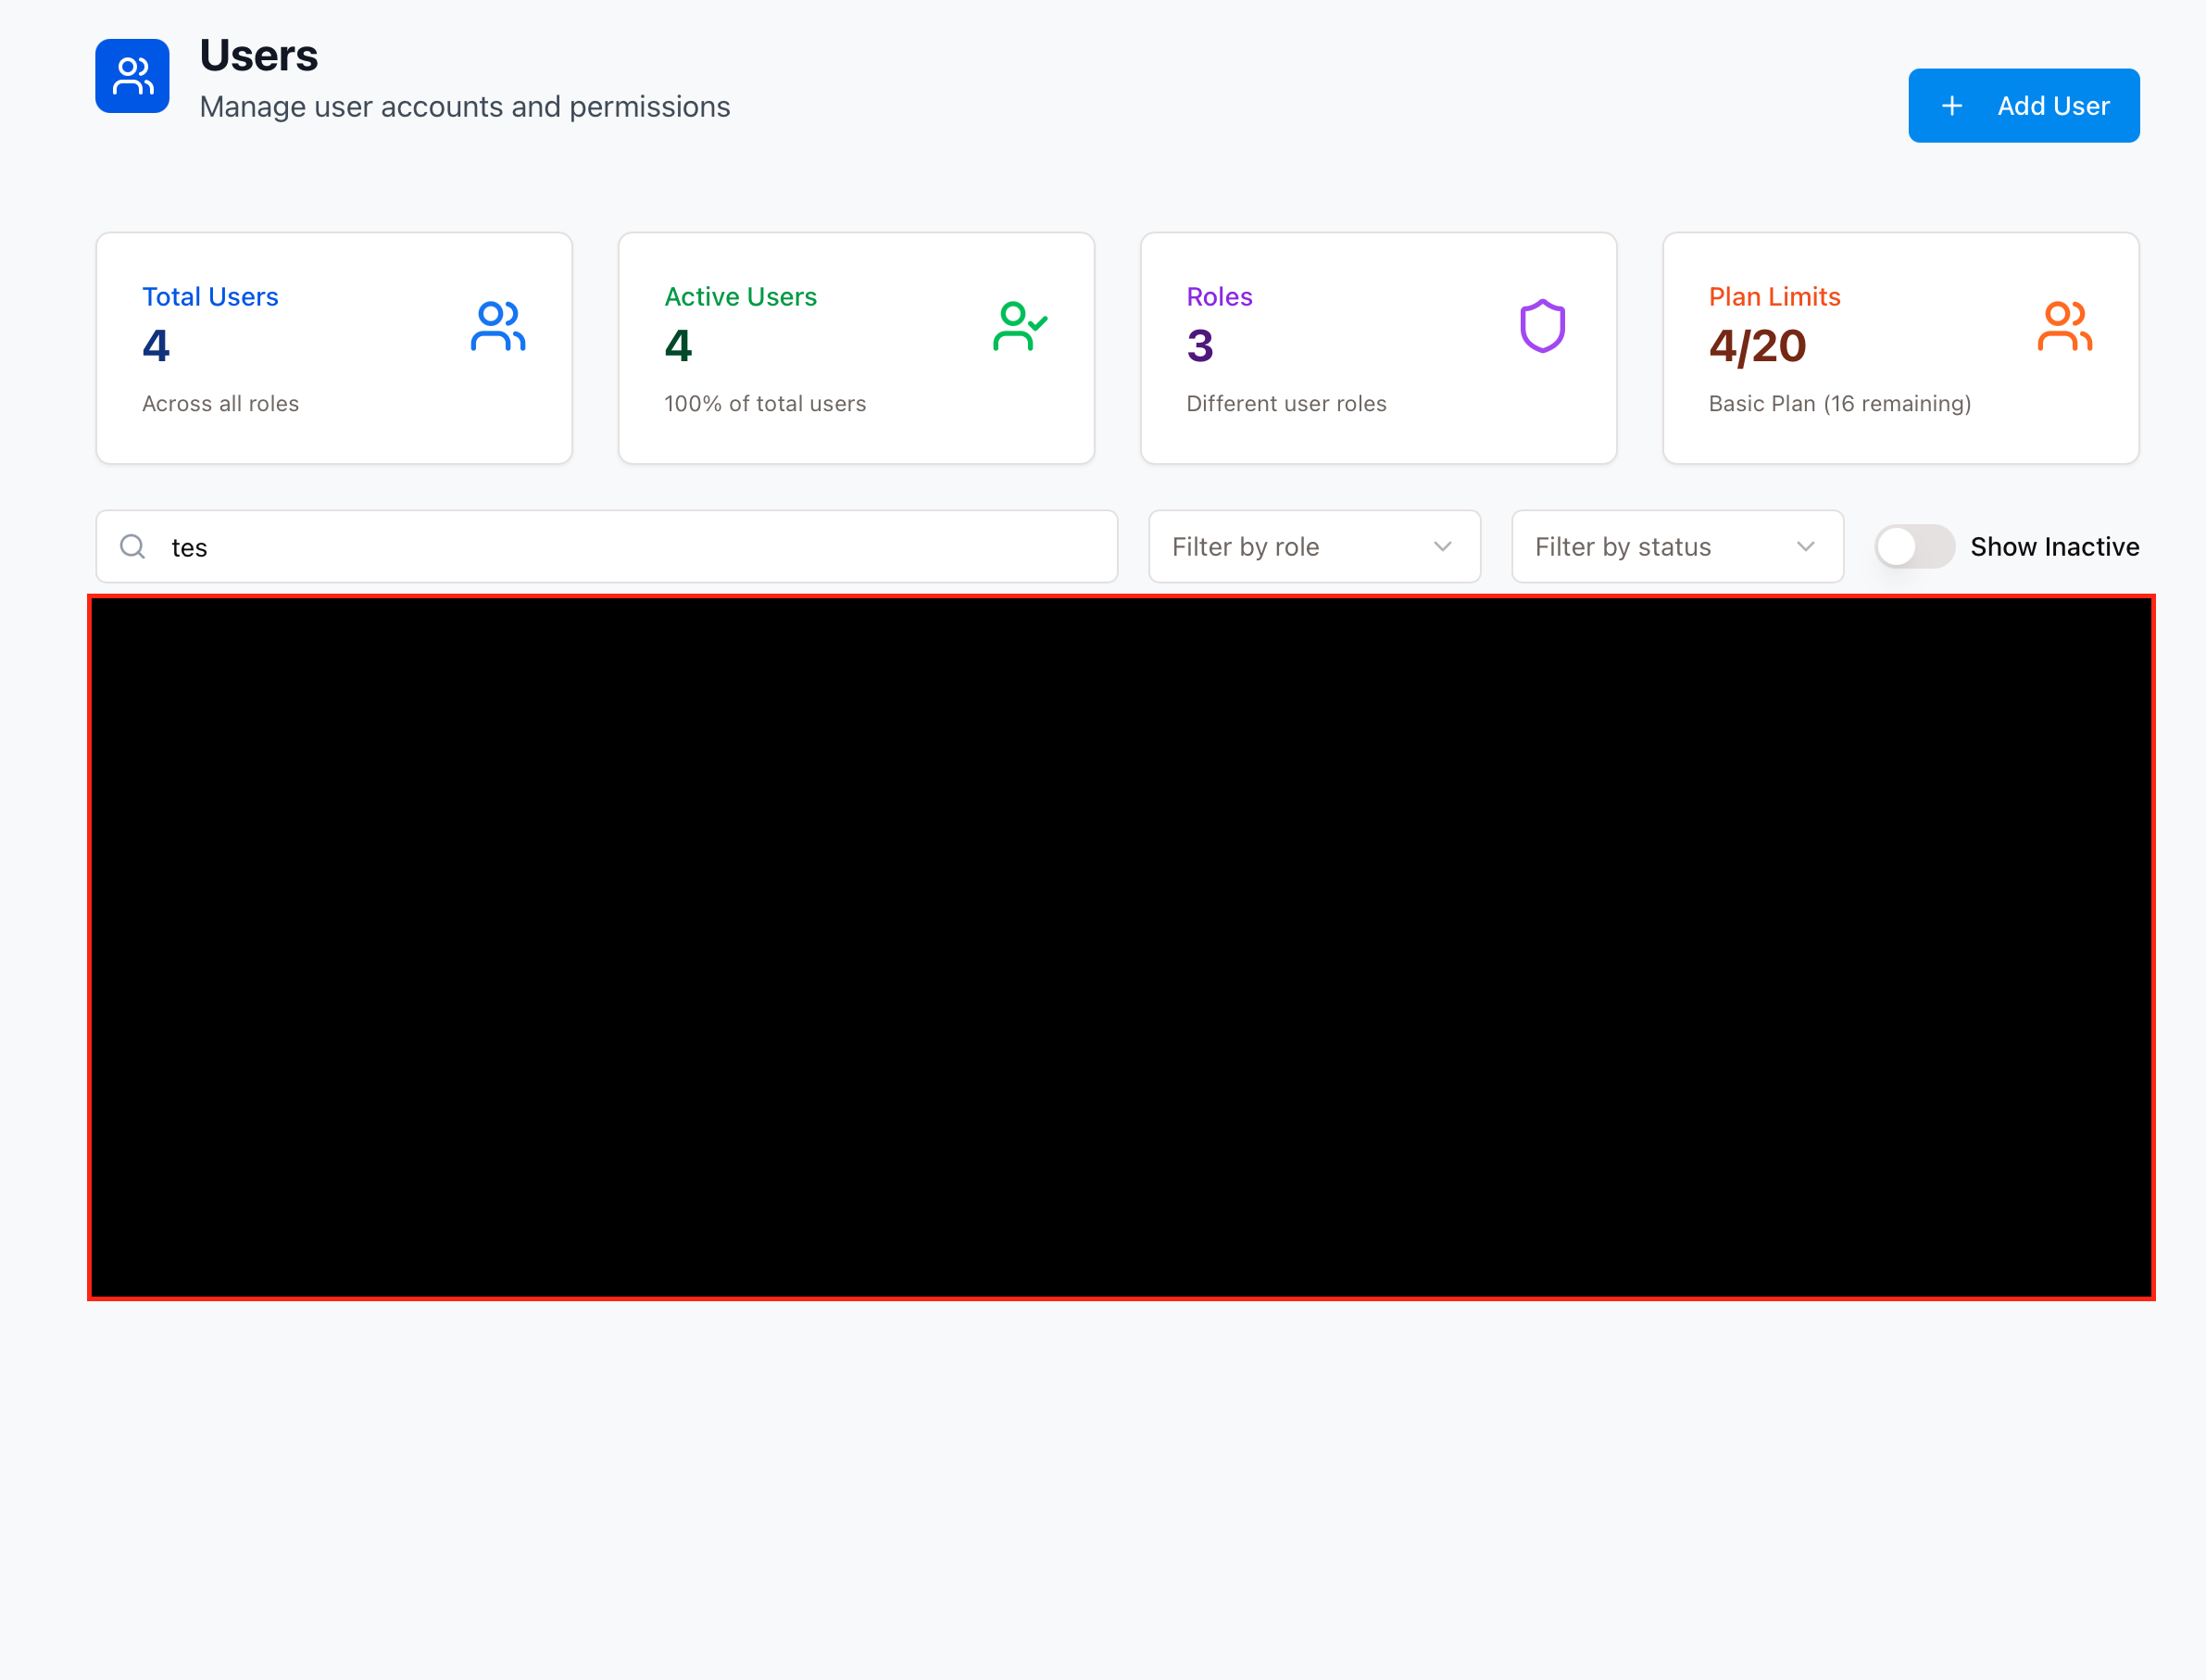 Users
Manage user accounts and permissions
Add User
Total Users
4
Across all roles
Active Users
4
100% of total users
Roles
3
Different user roles
Plan Limits
4/20
Basic Plan (16 remaining)
tes
Filter by role
Filter by status
Show Inactive